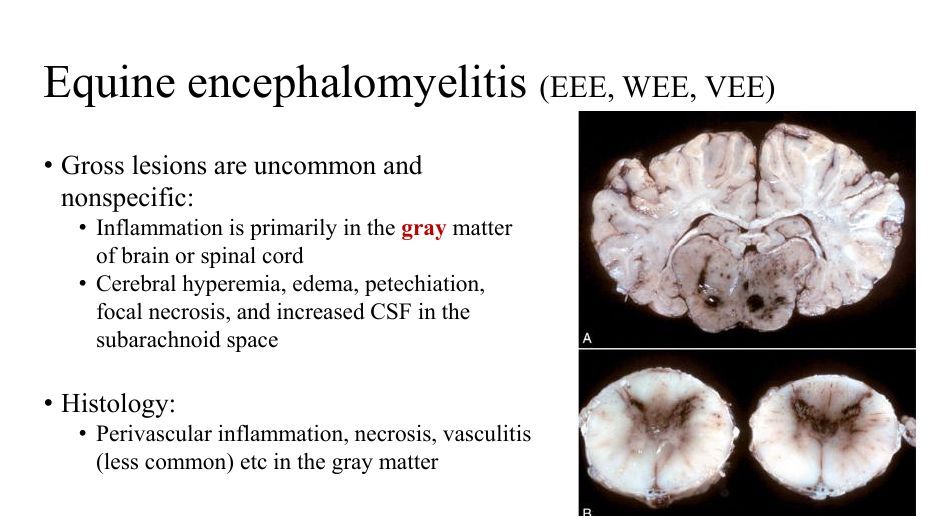 Equine encephalomyelitis (EEE, WEE, VEE)
• Gross lesions are uncommon and
nonspecific:
• Inflammation is primarily in the gray matter
of brain or spinal cord
• Cerebral hyperemia, edema, petechiation,
focal necrosis, and increased CSF in the
subarachnoid space
• Histology:
• Perivascular inflammation, necrosis, vasculitis
(less common) etc in the gray matter
A
B